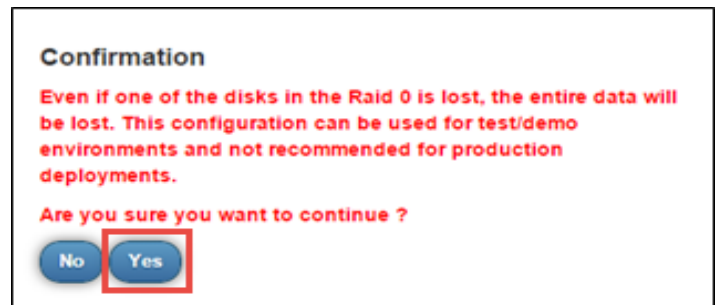 Confirmation
Even if one of the disks in the Raid 0 is lost, the entire data will
be lost. This configuration can be used for test/demo
environments and not recommended for production
deployments.
Are you sure you want to continue ?
No Yes